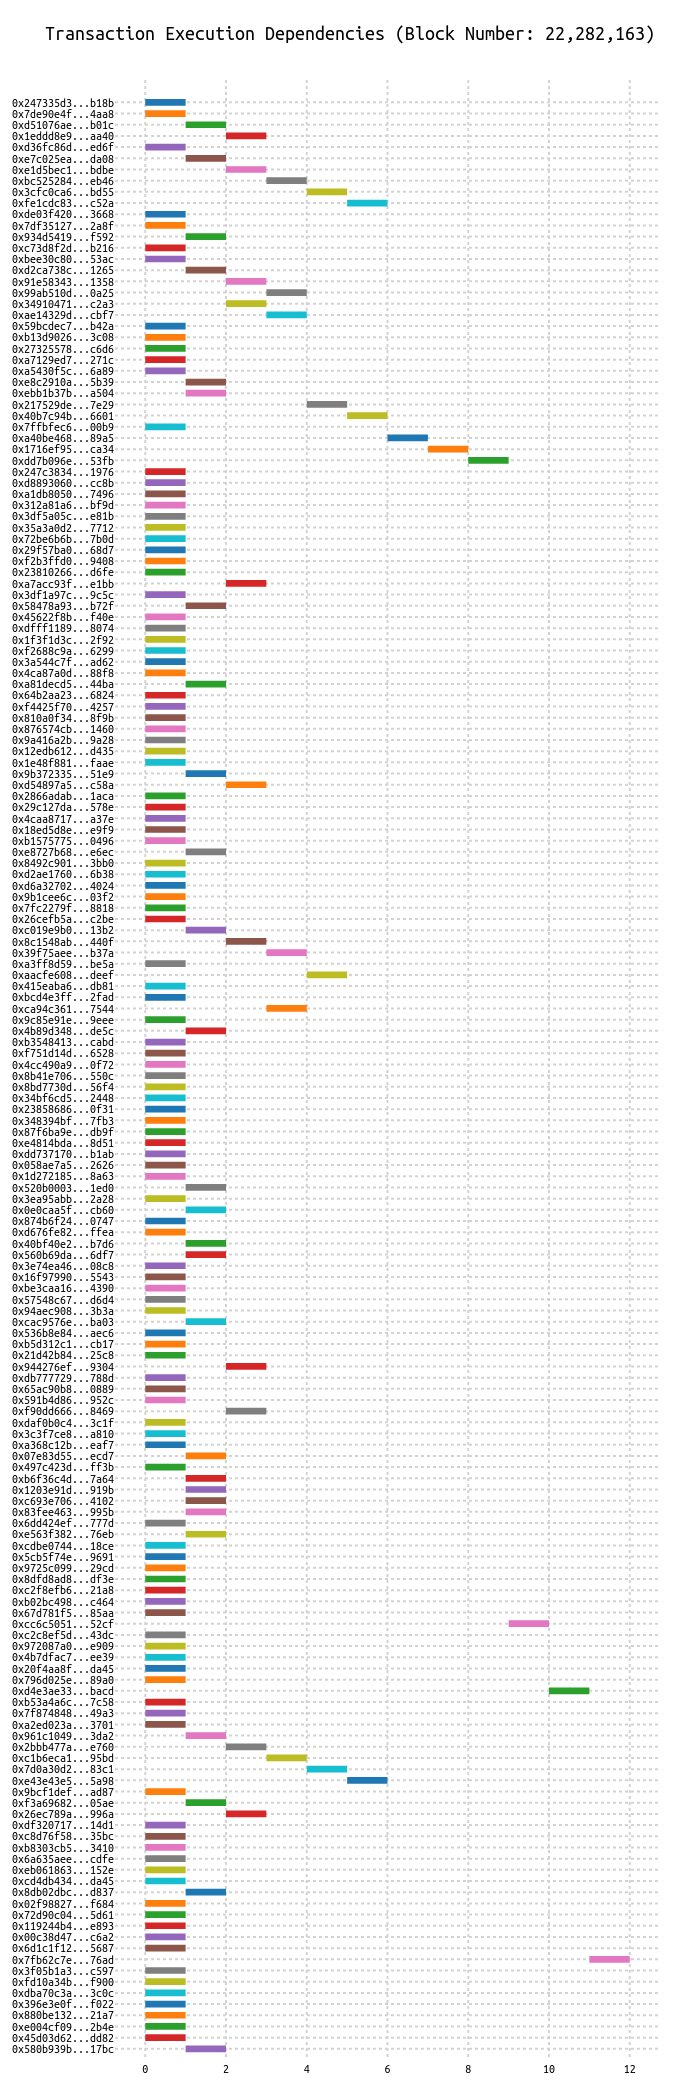 Transaction Execution Dependencies (Block Number: 22,282,163)
0x247335d3...b18b
0x7de90e4f...4aa8
0xd51076ae...b01c
0x1eddd8e9...aa40
0xd36fc86d...ed6f
0xe7c025ea...da08
0xe1d5bec1...bdbe
0xbc525284...eb46
0x3cfc0ca6...bd55
0xfe1cdc83...c52a
0xde03f420...3668
0x7df35127...2a8f
0x934d5419...f592
0xc73d8f2d...b216
0xbee30c80...53ac
0xd2ca738c...1265
0x91e58343...1358
0x99ab510d...0a25
0x34910471...c2a3
0xae14329d...cbf7
0x59bcdec7...b42a
0xb13d9026...3c08
0x27325578...c6d6
0xa7129ed7...271c
0xa5430f5c...6a89
0xe8c2910a...5b39
0xebb1b37b...a504
0x217529de...7e29
0x40b7c94b...6601
0x7ffbfec6...00b9
0xa40be468...89a5
0x1716ef95...ca34
0xdd7b096e...53fb
0x247c3834...1976
0xd8893060...cc8b
0xa1db8050...7496
0x312a81a6...bf9d
0x3df5a05c...e81b
0x35a3a0d2...7712
0x72be6b6b...7b0d
0x29f57ba0...68d7
0xf2b3ffd0...9408
0x23810266...d6fe
0xa7acc93f...e1bb
0x3df1a97c...9c5c
0x58478a93...b72f
0x45622f8b...f40e
0xdfff1189...8074
0x1f3f1d3c...2f92
0xf2688c9a...6299
0x3a544c7f...ad62
0x4ca87a0d...88f8
0xa81decd5...44ba
0x64b2aa23...6824
0xf4425f70...4257
0x810a0f34...8f9b
0x876574cb...1460
0x9a416a2b...9a28
0x12edb612...d435
0x1e48f881...faae
0x9b372335...51e9
0xd54897a5...c58a
0x2866adab...1aca
0x29c127da...578e
0x4caa8717...a37e
0x18ed5d8e...e9f9
0xb1575775...0496
0xe8727b68...e6ec
0x8492c901...3bb0
0xd2ae1760...6b38
0xd6a32702...4024
0x9b1cee6c...03f2
0x7fc2279f...8818
0x26cefb5a...c2be
0xc019e9b0...13b2
0x8c1548ab...440f
0x39f75aee...b37a
0xa3ff8d59...be5a
0xaacfe608...deef
0x415eaba6...db81
0xbcd4e3ff...2fad
0xca94c361...7544
0x9c85e91e...9eee
0x4b89d348...de5c
0xb3548413...cabd
0xf751d14d...6528
0x4cc490a9...0f72
0x8b41e706...550c
0x8bd7730d...56f4
0x34bf6cd5...2448
0x23858686...0f31
0x348394bf...7fb3
0x87f6ba9e...db9f
0xe4814bda...8d51
0xdd737170...b1ab
0x058ae7a5...2626
0x1d272185...8a63
0x520b0003...1ed0
0x3ea95abb...2a28
0x0e0caa5f...cb60
0x874b6f24...0747
0xd676fe82...ffea
0x40bf40e2...b7d6
0x560b69da...6df7
0x3e74ea46...08c8
0x16f97990...5543
0xbe3caa16...4390
0x57548c67...d6d4
0x94aec908...3b3a
0xcac9576e...ba03
0x536b8e84...aec6
0xb5d312c1...cb17
0x21d42b84...25c8
0x944276ef...9304
0xdb777729...788d
0x65ac90b8...0889
0x591b4d86...952c
0xf90dd666...8469
0xdaf0b0c4...3c1f
0x3c3f7ce8...a810
0xa368c12b...eaf7
0x07e83d55...ecd7
0x497c423d...ff3b
0xb6f36c4d...7a64
0x1203e91d...919b
0xc693e706...4102
0x83fee463...995b
0x6dd424ef...777d
0xe563f382...76eb
0xcdbe0744...18ce
0x5cb5f74e...9691
0x9725c099...29cd
0x8dfd8ad8...df3e
0xc2f8efb6...21a8
0xb02bc498...c464
0x67d781f5...85aa
0xcc6c5051...52cf
0xc2c8ef5d...43dc
0x972087a0...e909
0x4b7dfac7...ee39
0x20f4aa8f...da45
0x796d025e...89a0
0xd4e3ae33...bacd
0xb53a4a6c...7c58
0x7f874848...49a3
0xa2ed023a...3701
0x961c1049...3da2
0x2bbb477a...e760
0xc1b6eca1...95bd
0x7d0a30d2...83c1
0xe43e43e5...5a98
0x9bcf1def...ad87
0xf3a69682...05ae
0x26ec789a...996a
0xdf320717...14d1
0xc8d76f58...35bc
0xb8303cb5...3410
0x6a635aee...cdfe
0xeb061863...152e
0xcd4db434...da45
0x8db02dbc...d837
0x02f98827...f684
0x72d90c04...5d61
0x119244b4...e893
0x00c38d47...c6a2
0x6d1c1f12...5687
0x7fb62c7e...76ad
0x3f05b1a3...c597
0xfd10a34b...f900
0xdba70c3a...3c0c
0x396e3e0f...f022
0x880be132...21a7
0xe004cf09...2b4e
0x45d03d62...dd82
0x580b939b...17bc
0 2 4 6 8 10 12